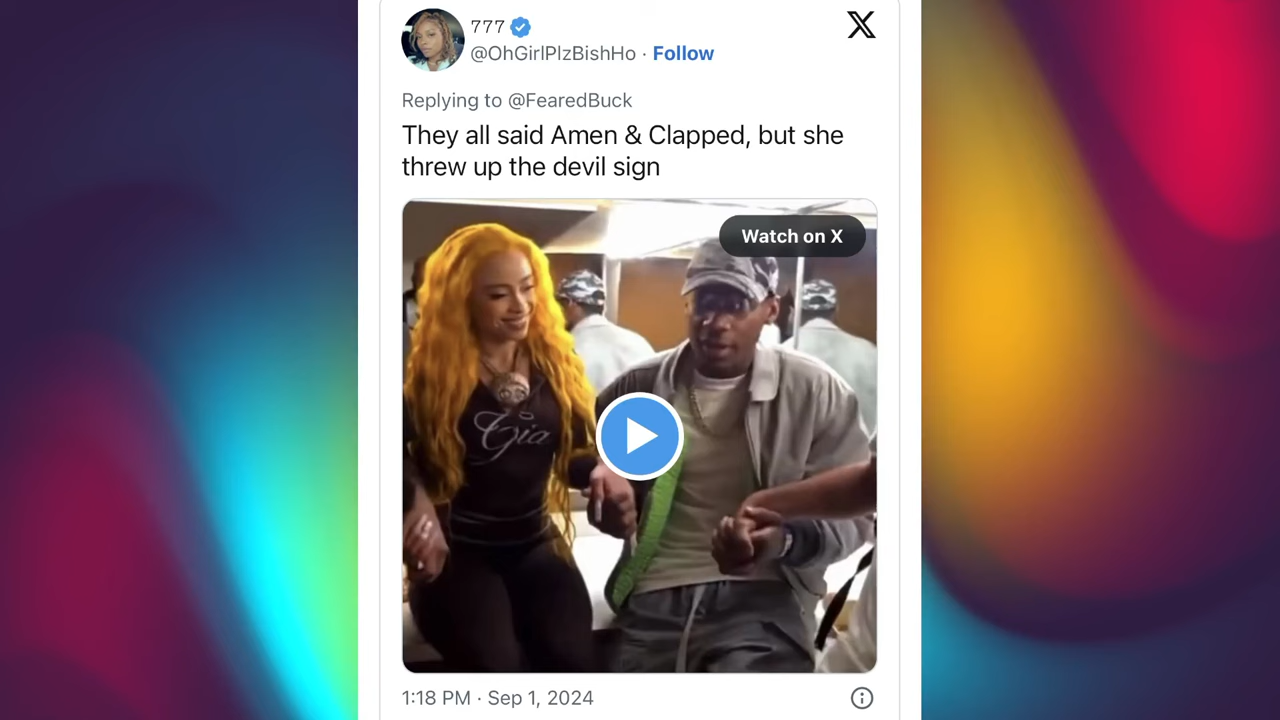 777
@OhGirlPlzBishHo · Follow
Replying to @FearedBuck
They all said Amen & Clapped, but she
threw up the devil sign
Watch on X
Gia
1:18 PM · Sep 1, 2024